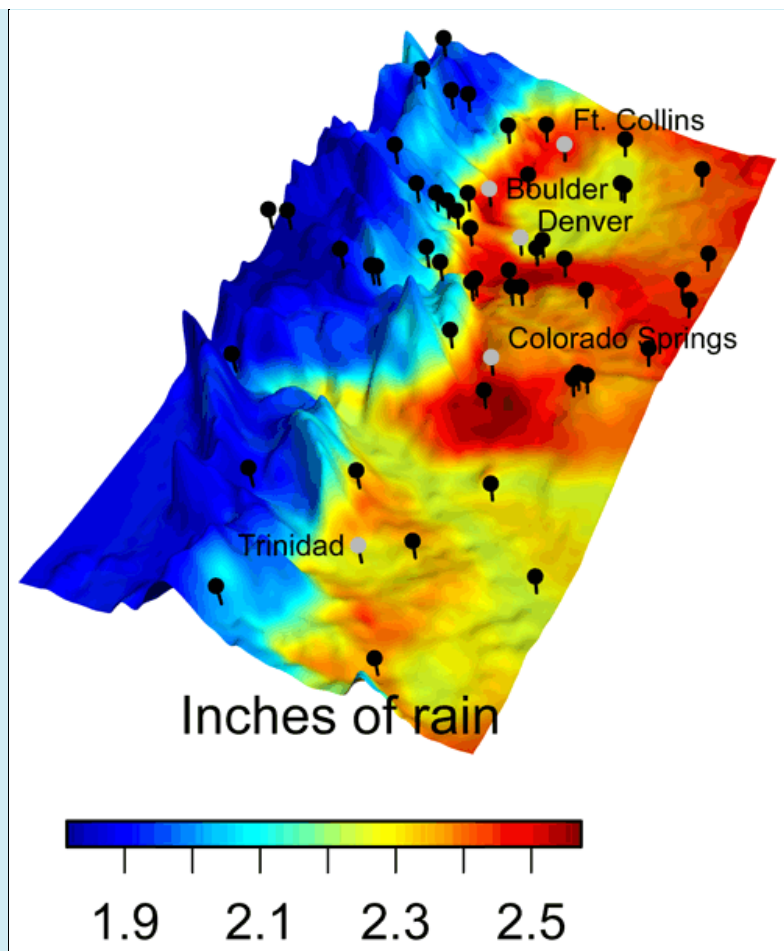 Ft. Collins
Boulder
Denver
Colorado Springs
Trinidad
Inches of rain
1.9 2.1 2.3 2.5